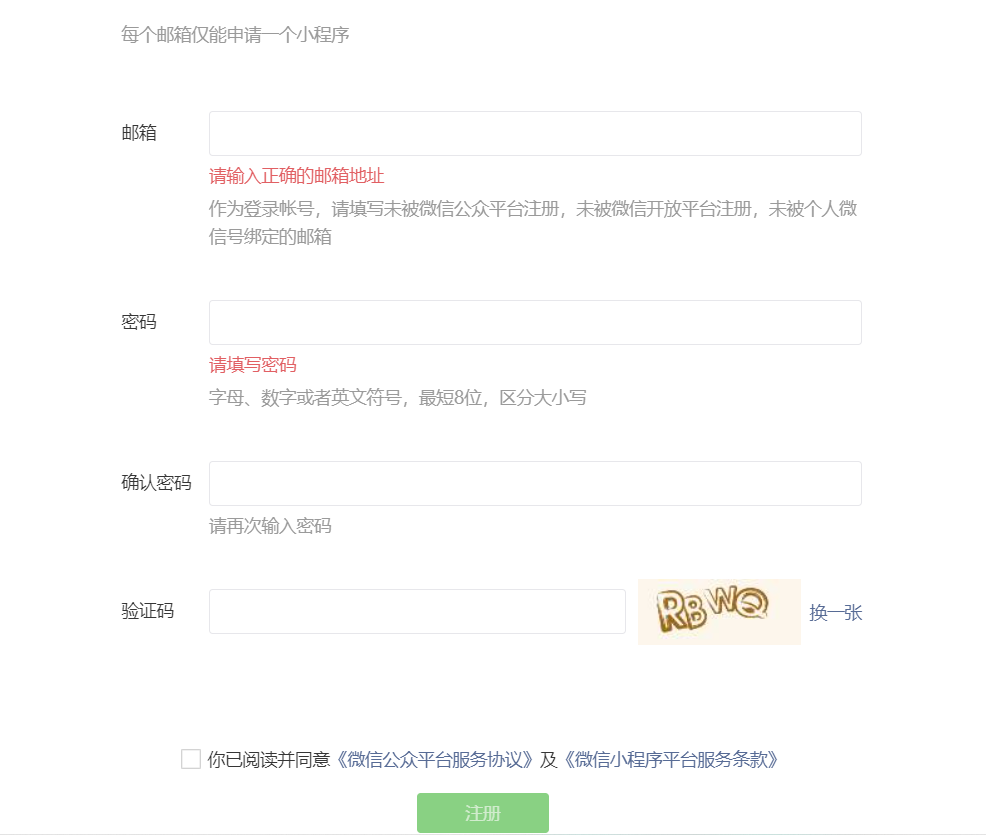 每个邮箱仅能申请一个小程序
邮箱
请输入正确的邮箱地址
作为登录帐号，请填写未被微信公众平台注册，未被微信开放平台注册，未被个人微
信号绑定的邮箱
密码
请填写密码
字母、数字或者英文符号，最短8位，区分大小写
确认密码
请再次输入密码
验证码 RBWQ 换一张
你已阅读并同意《微信公众平台服务协议》及《微信小程序平台服务条款》
注册